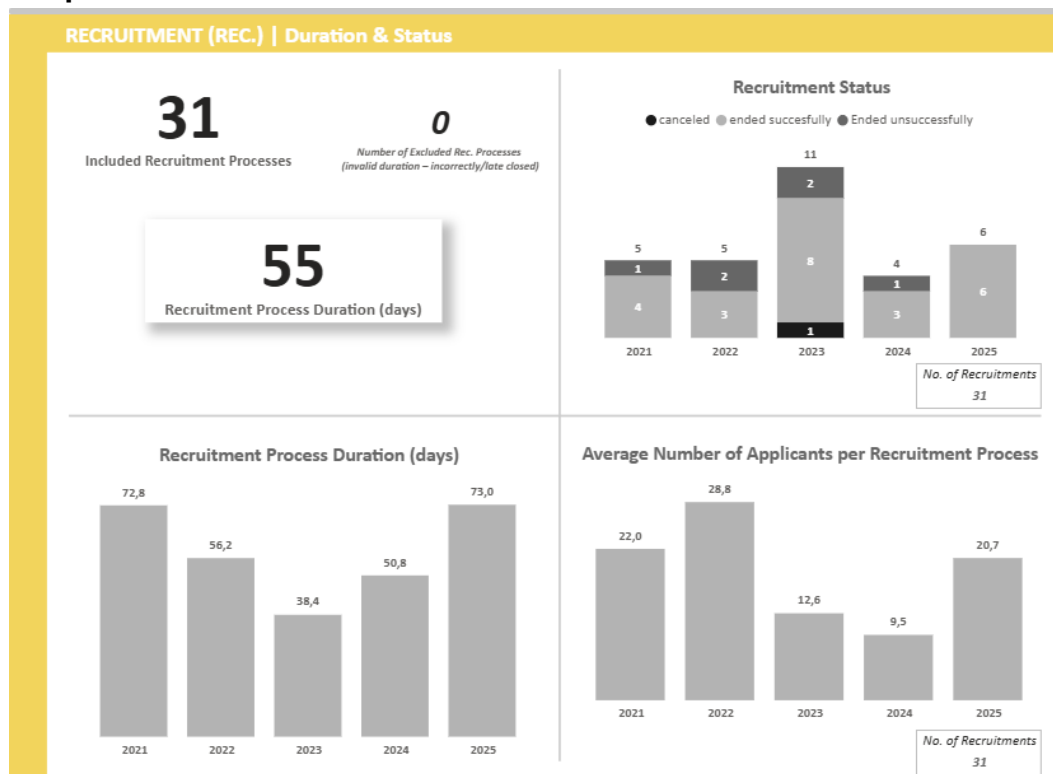 RECRUITMENT (REC.) | Duration & Status
31
Included Recruitment Processes
0
Number of Excluded Rec. Processes
(invalid duration – incorrectly/late closed)
55
Recruitment Process Duration (days)
Recruitment Status
canceled ended succesfully Ended unsuccessfully
11
2
8
1
5
1
4
5
2
3
4
1
3
6
6
2021 2022 2023 2024 2025
No. of Recruitments
31
Recruitment Process Duration (days)
72,8
56,2
38,4
50,8
73,0
2021 2022 2023 2024 2025
Average Number of Applicants per Recruitment Process
22,0
28,8
12,6
9,5
20,7
2021 2022 2023 2024 2025
No. of Recruitments
31